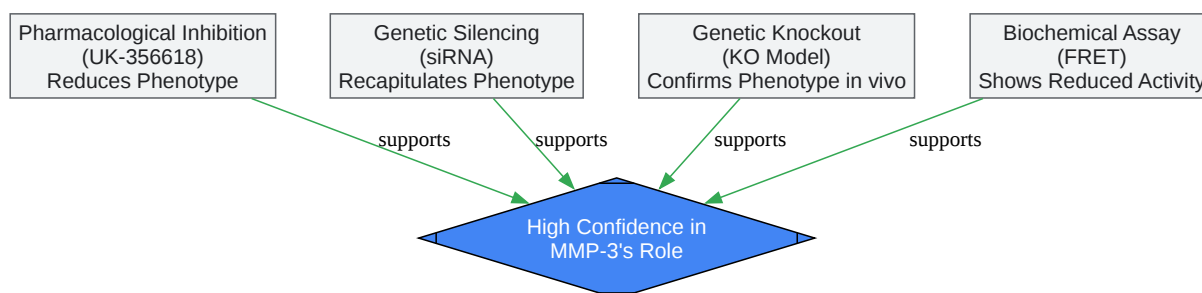 Pharmacological Inhibition
(UK-356618)
Reduces Phenotype
Genetic Silencing
(siRNA)
Recapitulates Phenotype
Genetic Knockout
(KO Model)
Confirms Phenotype in vivo
Biochemical Assay
(FRET)
Shows Reduced Activity
supports
supports
supports
supports
High Confidence in
MMP-3's Role